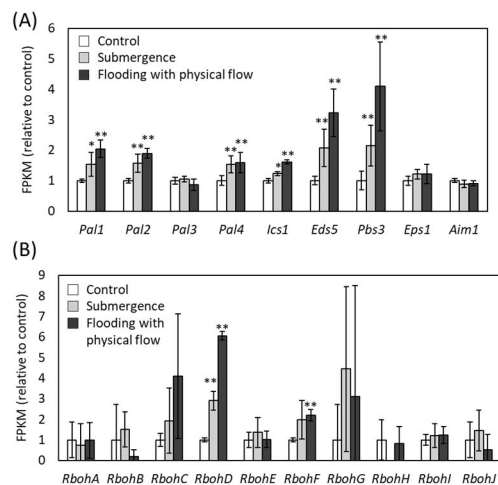 (A)
Control
Submergence
Flooding with physical flow
FPKM (relative to control)
6
5
4
3
2
1
0
* ** ** ** ** ** * ** ** ** ** **
Pal1 Pal2 Pal3 Pal4 Ics1 Eds5 Pbs3 Eps1 Aim1
(B)
Control
Submergence
Flooding with
physical flow
FPKM (relative to control)
9
8
7
6
5
4
3
2
1
0
** ** **
RbohA RbohB RbohC RbohD RbohE RbohF RbohG RbohH RbohI RbohJ